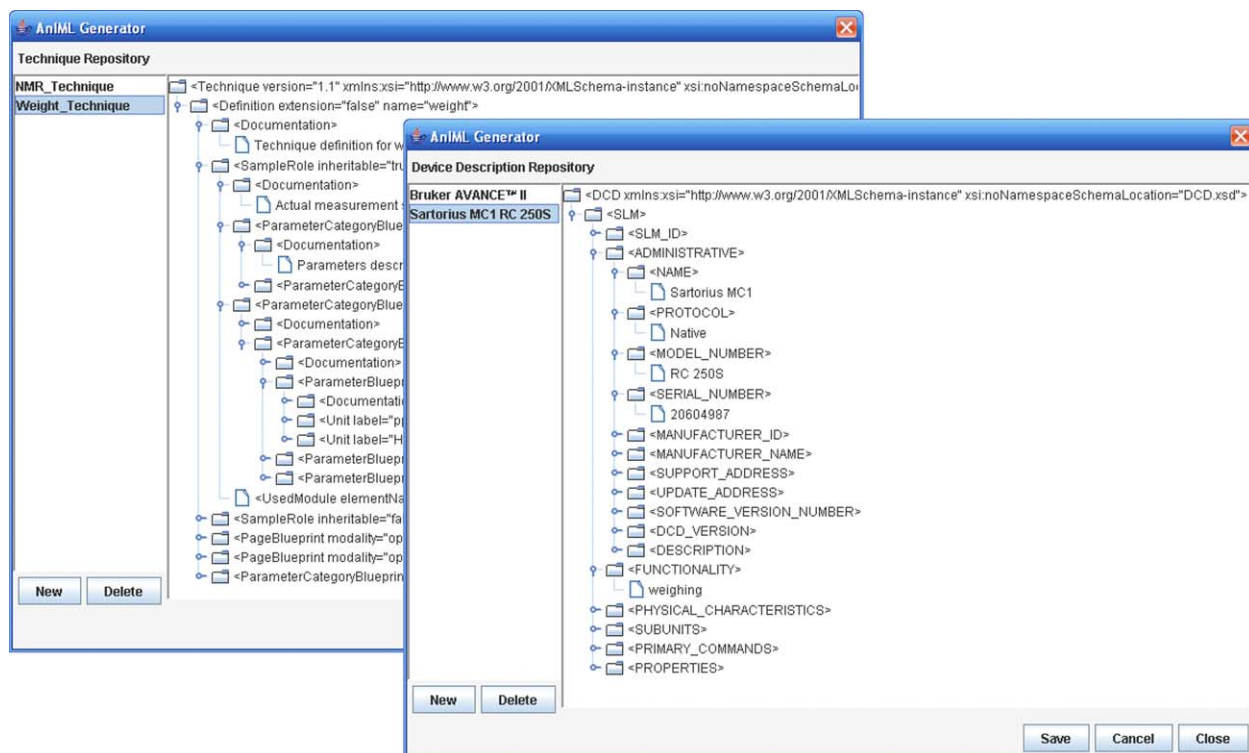 AnIML Generator
Technique Repository
NMR_Technique
Weight_Technique
<Technique version="1.1" xmlns:xsi="http://www.w3.org/2001/XMLSchema-instance" xsi:noNamespaceSchemaLo
<Definition extension="false" name="weight">
<Documentation>
Technique definition for w
<SampleRole inheritable="tru
<Documentation>
Actual measurement
<ParameterCategoryBlue
<Documentation>
Parameters descr
<ParameterCategoryB
<ParameterCategoryBlue
<Documentation>
<ParameterCategoryB
<Documentation>
<ParameterBluepr
<Documentati
<Unit label="p
<Unit label="H
<ParameterBluepr
<ParameterBluepr
<UsedModule elementNa
<SampleRole inheritable="fa
<PageBlueprint modality="op
<PageBlueprint modality="op
<ParameterCategoryBlueprin
New Delete
AnIML Generator
Device Description Repository
Bruker AVANCE™ II
Sartorius MC1 RC 250S
<DCD xmlns:xsi="http://www.w3.org/2001/XMLSchema-instance" xsi:noNamespaceSchemaLocation="DCD.xsd">
<SLM>
<SLM_ID>
<ADMINISTRATIVE>
<NAME>
Sartorius MC1
<PROTOCOL>
Native
<MODEL_NUMBER>
RC 250S
<SERIAL_NUMBER>
20604987
<MANUFACTURER_ID>
<MANUFACTURER_NAME>
<SUPPORT_ADDRESS>
<UPDATE_ADDRESS>
<SOFTWARE_VERSION_NUMBER>
<DCD_VERSION>
<DESCRIPTION>
<FUNCTIONALITY>
weighing
<PHYSICAL_CHARACTERISTICS>
<SUBUNITS>
<PRIMARY_COMMANDS>
<PROPERTIES>
New Delete
Save Cancel Close